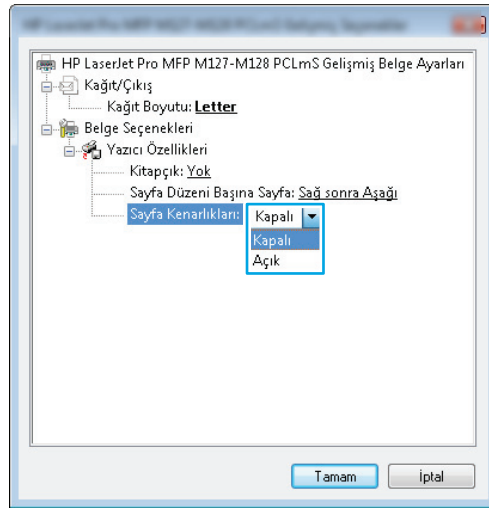 HP LaserJet Pro MFP M127-M128 PCLmS Gelişmiş Belge Ayarları
Kağıt/Çıkış
Kağıt Boyutu: Letter
Belge Seçenekleri
Yazıcı Özellikleri
Kitapçık: Yok
Sayfa Düzeni Başına Sayfa: Sağ sonra Aşağı
Sayfa Kenarlıkları: Kapalı
Kapalı
Açık
Tamam İptal